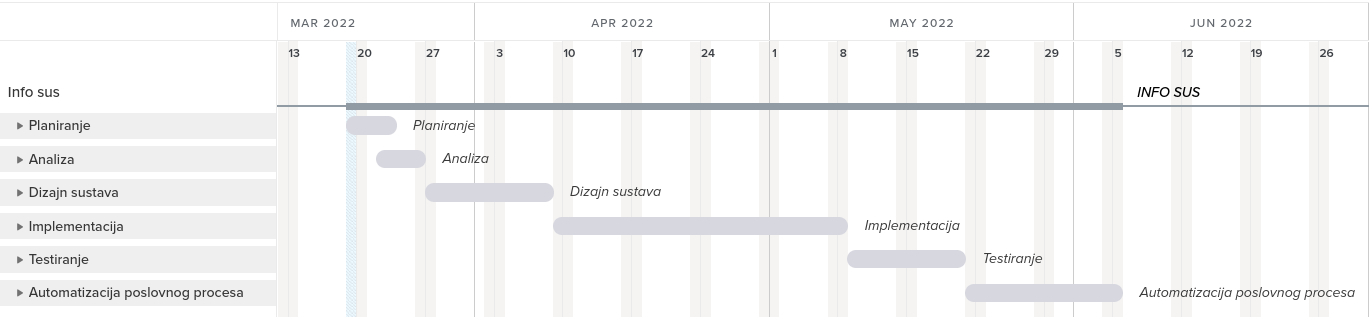 MAR 2022 APR 2022 MAY 2022 JUN 2022
13 20 27 3 10 17 24 1 8 15 22 29 5 12 19 26
Info sus INFO SUS
Planiranje Planiranje
Analiza Analiza
Dizajn sustava Dizajn sustava
Implementacija Implementacija
Testiranje Testiranje
Automatizacija poslovnog procesa Automatizacija poslovnog procesa